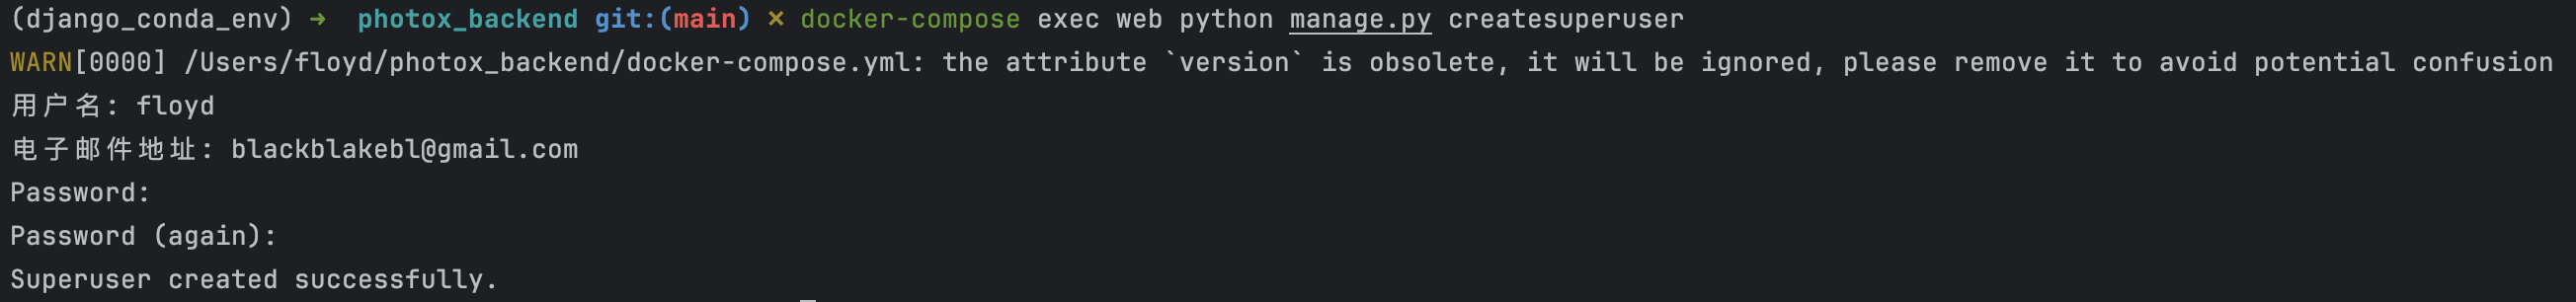 (django_conda_env) ➜  photox_backend git:(main) ✗ docker-compose exec web python manage.py createsuperuser
WARN[0000] /Users/floyd/photox_backend/docker-compose.yml: the attribute `version` is obsolete, it will be ignored, please remove it to avoid potential confusion
用户名: floyd
电子邮件地址: blackblakebl@gmail.com
Password:
Password (again):
Superuser created successfully.